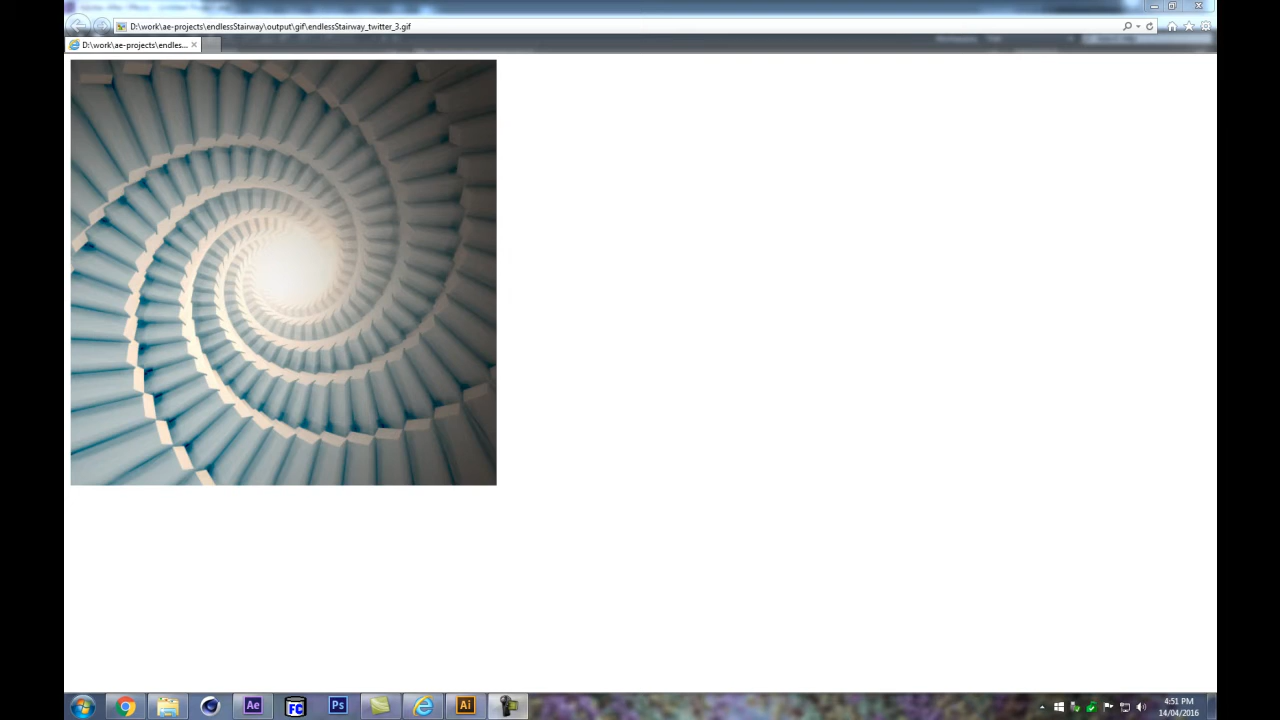 D:\work\ae-projects\endlessStairway\output\gif\endlessStairway_twitter_3.gif
D:\work\ae-projects\endles...
Ae
FC
Ps
Ai
4:51 PM
14/04/2016